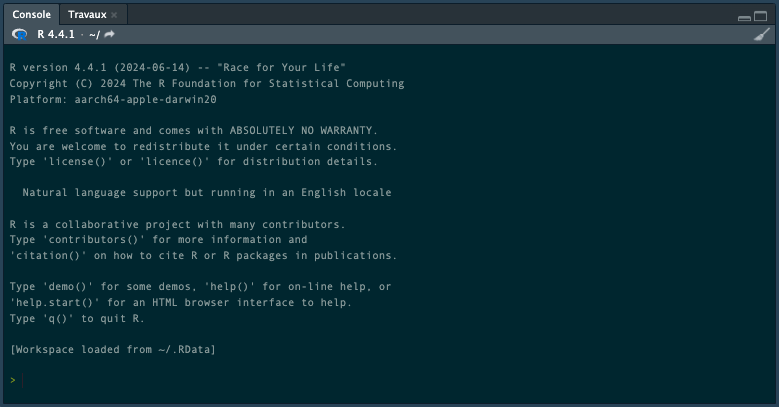 Console Travaux
R 4.4.1 · ~/
R version 4.4.1 (2024-06-14) -- "Race for Your Life"
Copyright (C) 2024 The R Foundation for Statistical Computing
Platform: aarch64-apple-darwin20
R is free software and comes with ABSOLUTELY NO WARRANTY.
You are welcome to redistribute it under certain conditions.
Type 'license()' or 'licence()' for distribution details.
Natural language support but running in an English locale
R is a collaborative project with many contributors.
Type 'contributors()' for more information and
'citation()' on how to cite R or R packages in publications.
Type 'demo()' for some demos, 'help()' for on-line help, or
'help.start()' for an HTML browser interface to help.
Type 'q()' to quit R.
[Workspace loaded from ~/.RData]
>